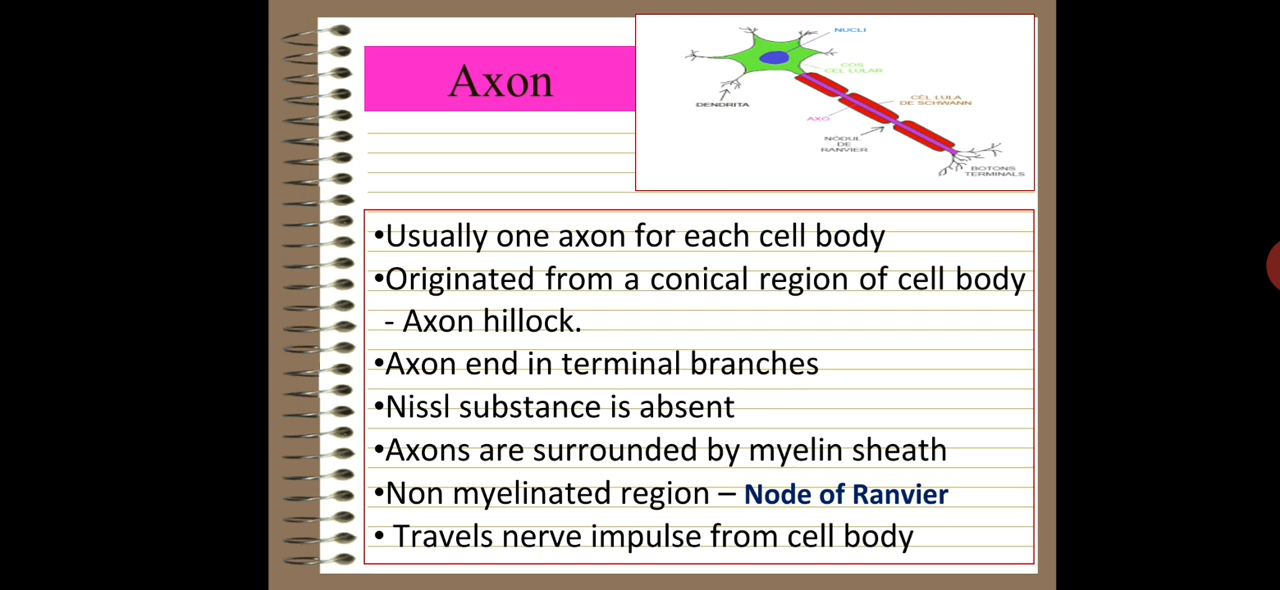 Axon
NUCLI
COS
CEL·LULAR
DENDRITA
CÈL·LULA
DE SCHWANN
AXÓ
NÒDUL
DE
RANVIER
BOTONS
TERMINALS
•Usually one axon for each cell body
•Originated from a conical region of cell body
- Axon hillock.
•Axon end in terminal branches
•Nissl substance is absent
•Axons are surrounded by myelin sheath
•Non myelinated region – Node of Ranvier
• Travels nerve impulse from cell body